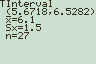 TInterval
(5.6718,6.5282)
x̄=6.1
Sx=1.5
n=27